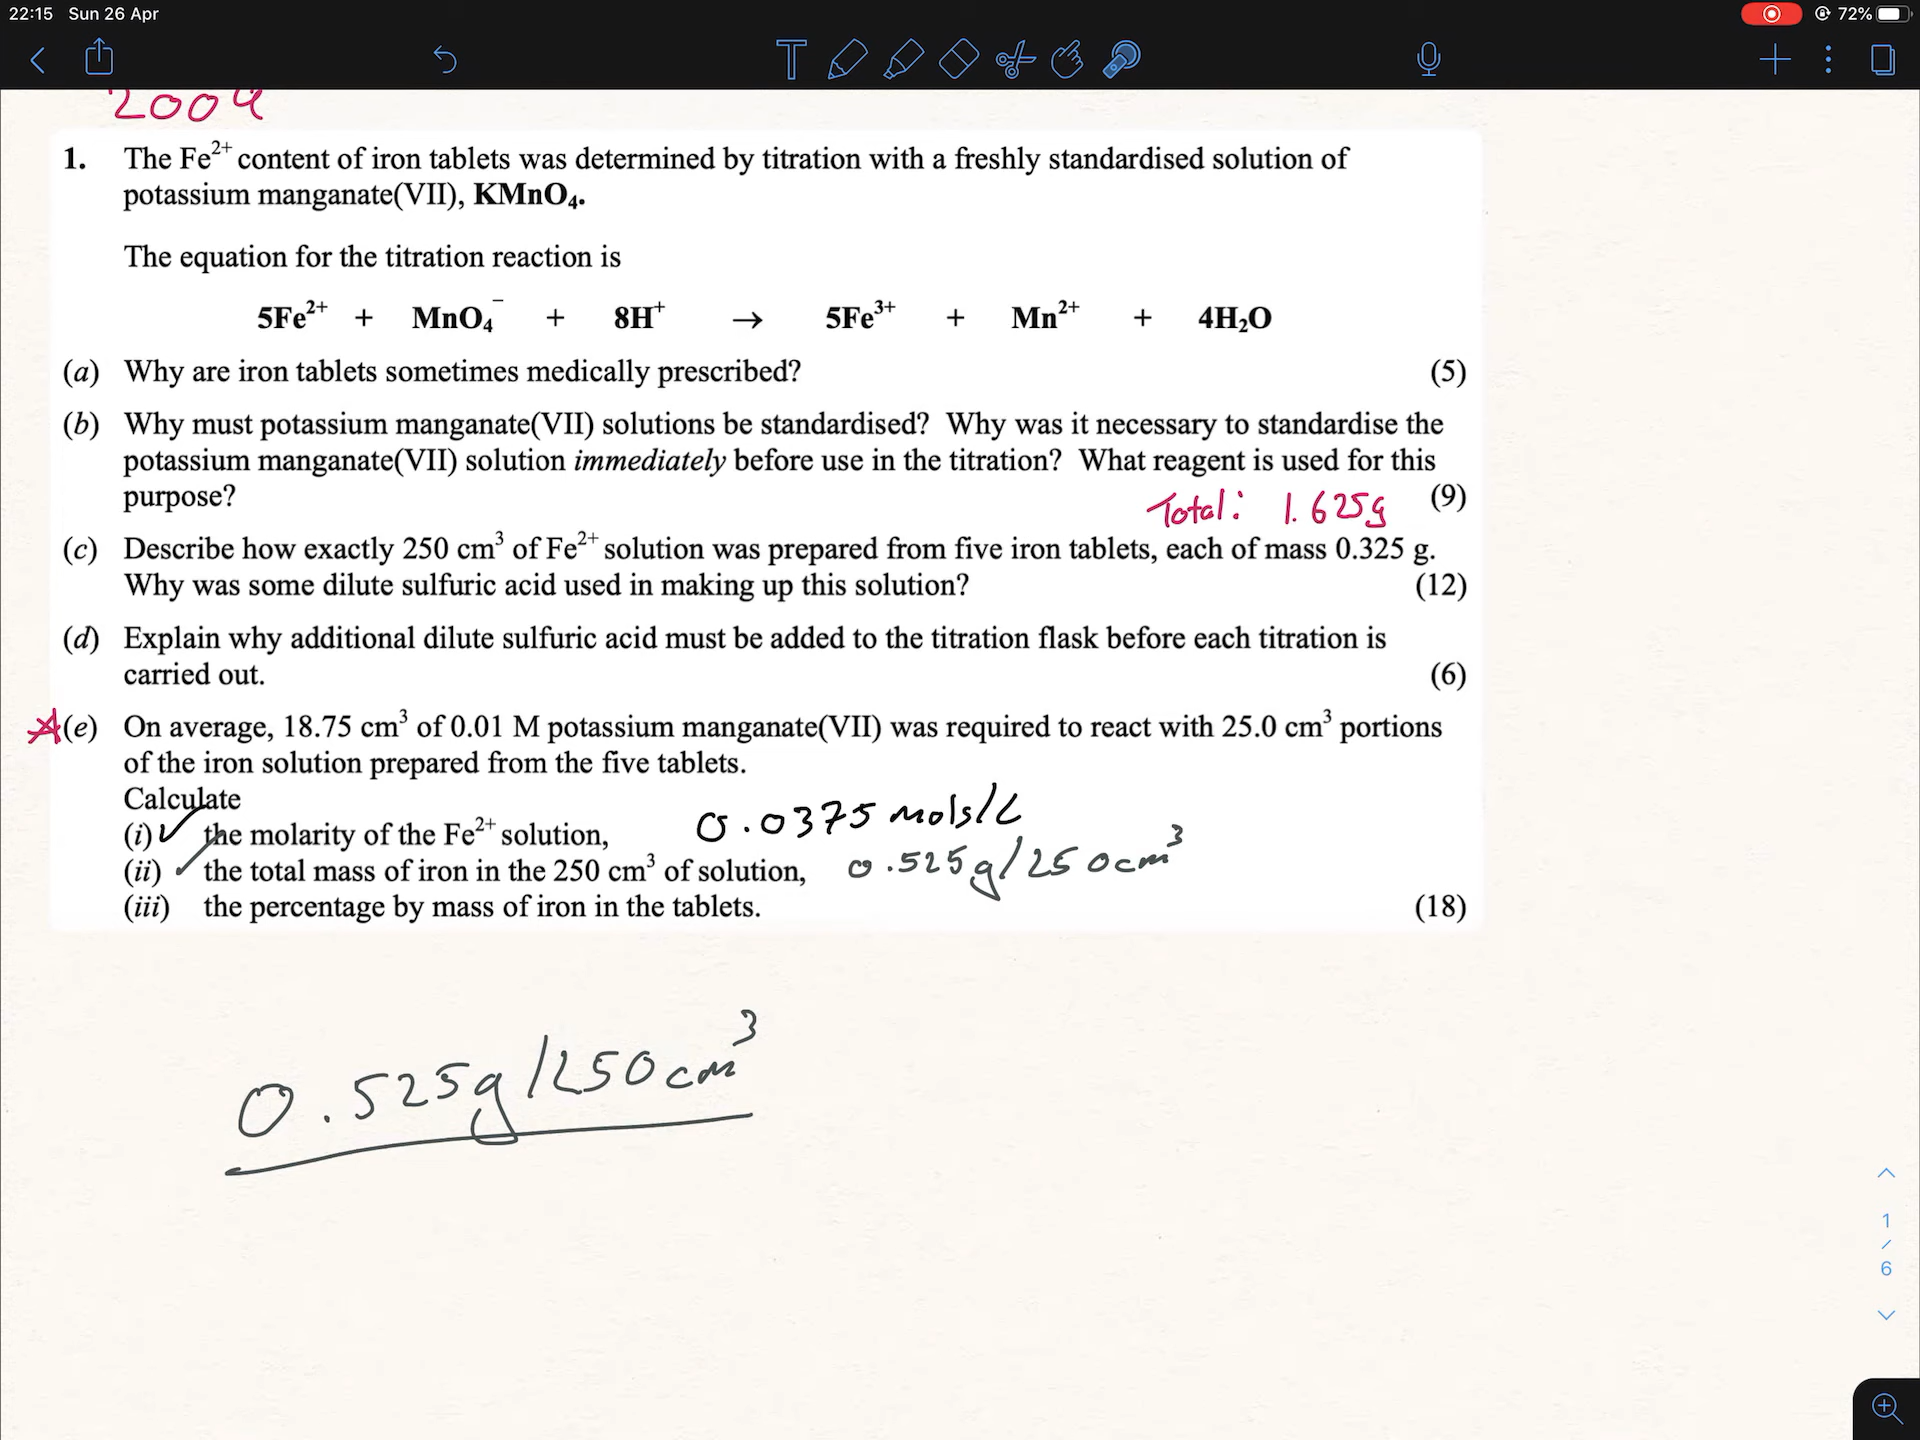 22:15 Sun 26 Apr
72%
2004
1. The Fe²⁺ content of iron tablets was determined by titration with a freshly standardised solution of
potassium manganate(VII), KMnO₄.
The equation for the titration reaction is
5Fe²⁺ + MnO₄⁻ + 8H⁺ → 5Fe³⁺ + Mn²⁺ + 4H₂O
(a) Why are iron tablets sometimes medically prescribed? (5)
(b) Why must potassium manganate(VII) solutions be standardised? Why was it necessary to standardise the
potassium manganate(VII) solution immediately before use in the titration? What reagent is used for this
purpose? (9)
Total: 1.625g
(c) Describe how exactly 250 cm³ of Fe²⁺ solution was prepared from five iron tablets, each of mass 0.325 g.
Why was some dilute sulfuric acid used in making up this solution? (12)
(d) Explain why additional dilute sulfuric acid must be added to the titration flask before each titration is
carried out. (6)
(e) On average, 18.75 cm³ of 0.01 M potassium manganate(VII) was required to react with 25.0 cm³ portions
of the iron solution prepared from the five tablets.
Calculate
(i) the molarity of the Fe²⁺ solution, 0.0375 mols/L
(ii) the total mass of iron in the 250 cm³ of solution, 0.525g/250cm³
(iii) the percentage by mass of iron in the tablets. (18)
0.525g/250cm³
1
/
6